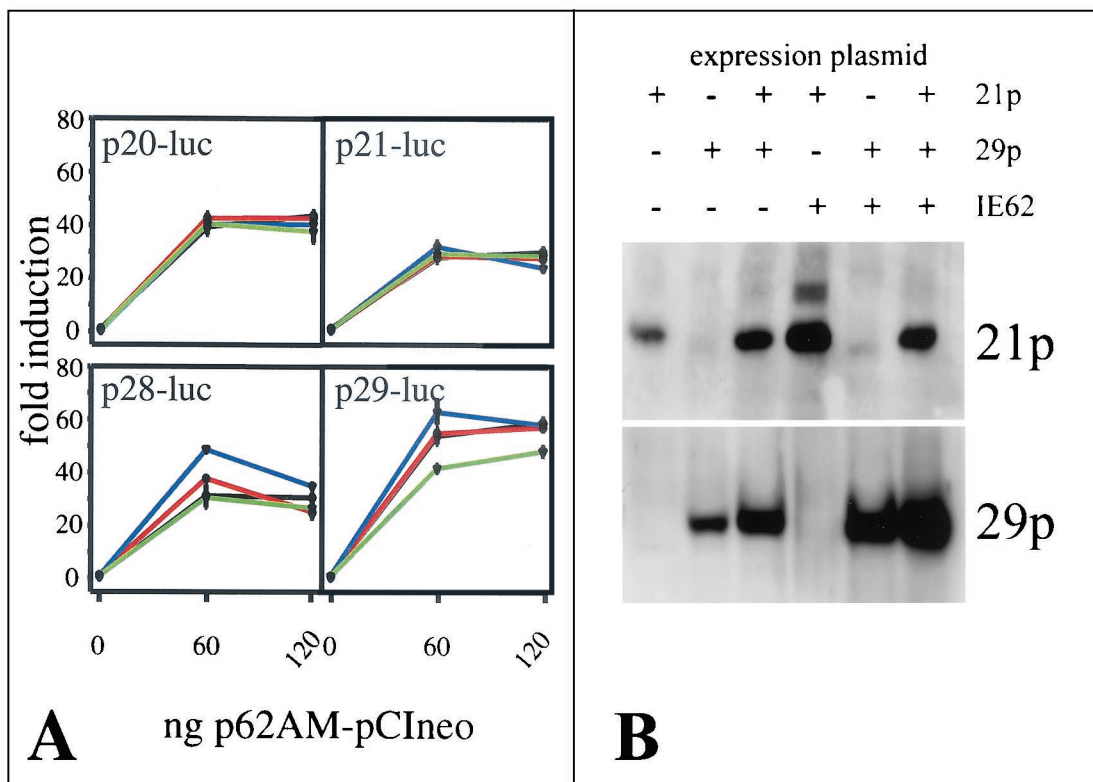 80
60
40
20
0
p20-luc
p21-luc
80
60
40
20
0
p28-luc
p29-luc
fold induction
0
60
120
0
60
120
ng p62AM-pCIneo
A
expression plasmid
+ - + + - + 21p
- + + - + + 29p
- - - + + + IE62
21p
29p
B